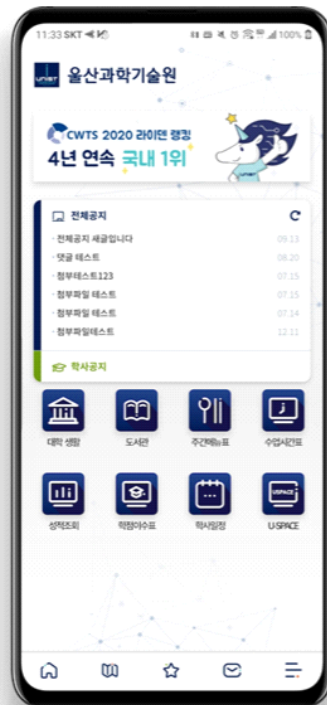 11:33 SKT
100%
UNIST 울산과학기술원
CWTS 2020 라이덴 랭킹
4년 연속 국내 1위
UNIST
전체공지
· 전체공지 새글입니다 09.13
· 댓글 테스트 08.20
· 첨부테스트123 07.15
· 첨부파일 테스트 07.15
· 첨부파일 테스트 07.14
· 첨부파일테스트 12.11
학사공지
대학 생활 도서관 주간메뉴표 수업시간표
USPACE
성적조회 학점이수표 학사일정 U-SPACE